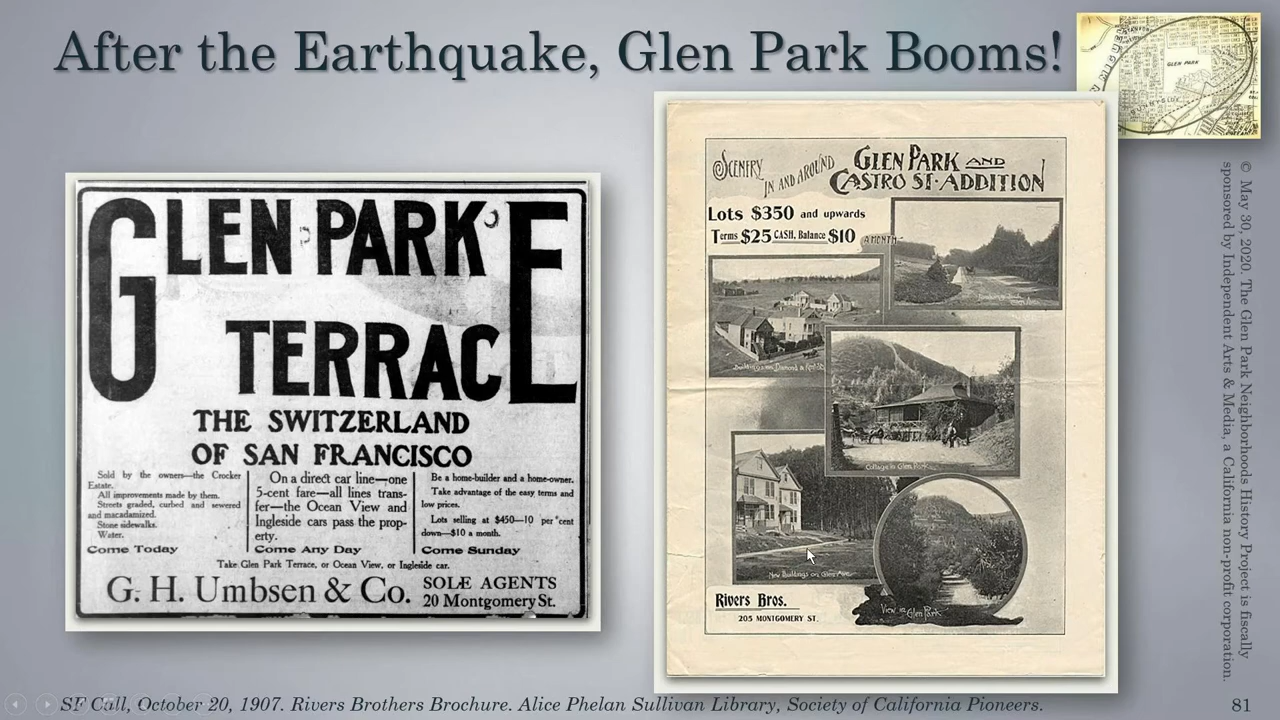 After the Earthquake, Glen Park Booms!
GLEN PARK
GLEN PARK
TERRACE
THE SWITZERLAND
OF SAN FRANCISCO
Sold by the owners—the Crocker
Estate.
All improvements made by them.
Streets graded, curbed and sewered
and macadamized.
Stone sidewalks.
Water.
Come Today
On a direct car line—one
5-cent fare—all lines trans-
fer—the Ocean View and
Ingleside cars pass the prop-
erty.
Come Any Day
Be a home-builder and a home-owner.
Take advantage of the easy terms and
low prices.
Lots selling at $450—10 per cent
down—$10 a month.
Come Sunday
Take Glen Park Terrace, or Ocean View, or Ingleside car.
G. H. Umbsen & Co.
SOLE AGENTS
20 Montgomery St.
SCENERY IN AND AROUND GLEN PARK AND
CASTRO ST. ADDITION
Lots $350 and upwards
Terms $25 CASH, Balance $10 A MONTH
Buildings on Diamond &
Cottage in Glen Park
New Buildings on Glen Ave.
View in Glen Park
Rivers Bros.
205 MONTGOMERY ST.
© May 30, 2020. The Glen Park Neighborhoods History Project is fiscally
sponsored by Independent Arts & Media, a California non-profit corporation.
SF Call, October 20, 1907. Rivers Brothers Brochure. Alice Phelan Sullivan Library, Society of California Pioneers.
81